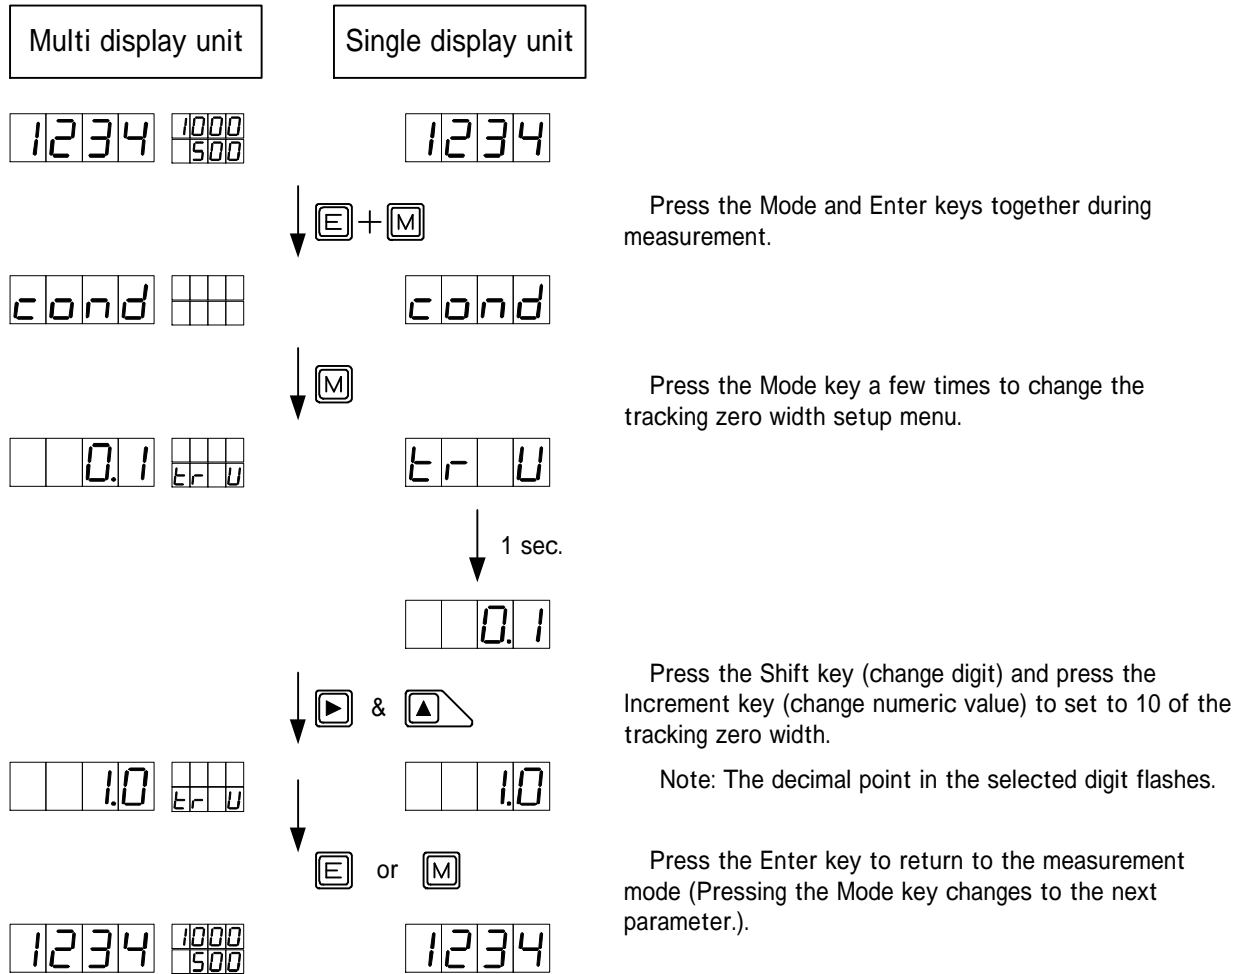 Multi display unit Single display unit
1234 1000 1234
500
E + M
Press the Mode and Enter keys together during
measurement.
cond cond
M
Press the Mode key a few times to change the
tracking zero width setup menu.
0.1 tr U tr U
1 sec.
0.1
Press the Shift key (change digit) and press the
Increment key (change numeric value) to set to 10 of the
tracking zero width.
&
Note: The decimal point in the selected digit flashes.
1.0 tr U 1.0
E or M
Press the Enter key to return to the measurement
mode (Pressing the Mode key changes to the next
parameter.).
1234 1000 1234
500